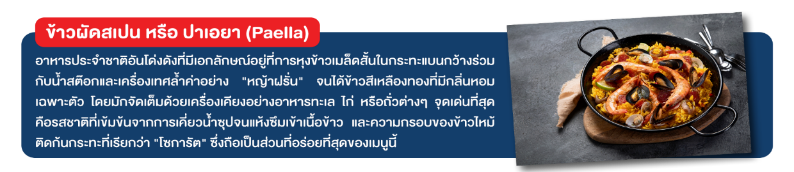 ข้าวผัดสเปน หรือ ปาเอยา (Paella)
อาหารประจำชาติอันโด่งดังที่มีเอกลักษณ์อยู่ที่การหุงข้าวเมล็ดสั้นในกระทะแบนกว้างร่วม
กับน้ำสต๊อกและเครื่องเทศล้ำค่าอย่าง "หญ้าฝรั่น" จนได้ข้าวสีเหลืองทองที่มีกลิ่นหอม
เฉพาะตัว โดยมักจัดเต็มด้วยเครื่องเคียงอย่างอาหารทะเล ไก่ หรือถั่วต่างๆ จุดเด่นที่สุด
คือรสชาติที่เข้มข้นจากการเคี่ยวน้ำซุปจนแห้งซึมเข้าเนื้อข้าว และความกรอบของข้าวไหม้
ติดก้นกระทะที่เรียกว่า "โซการัต" ซึ่งถือเป็นส่วนที่อร่อยที่สุดของเมนูนี้